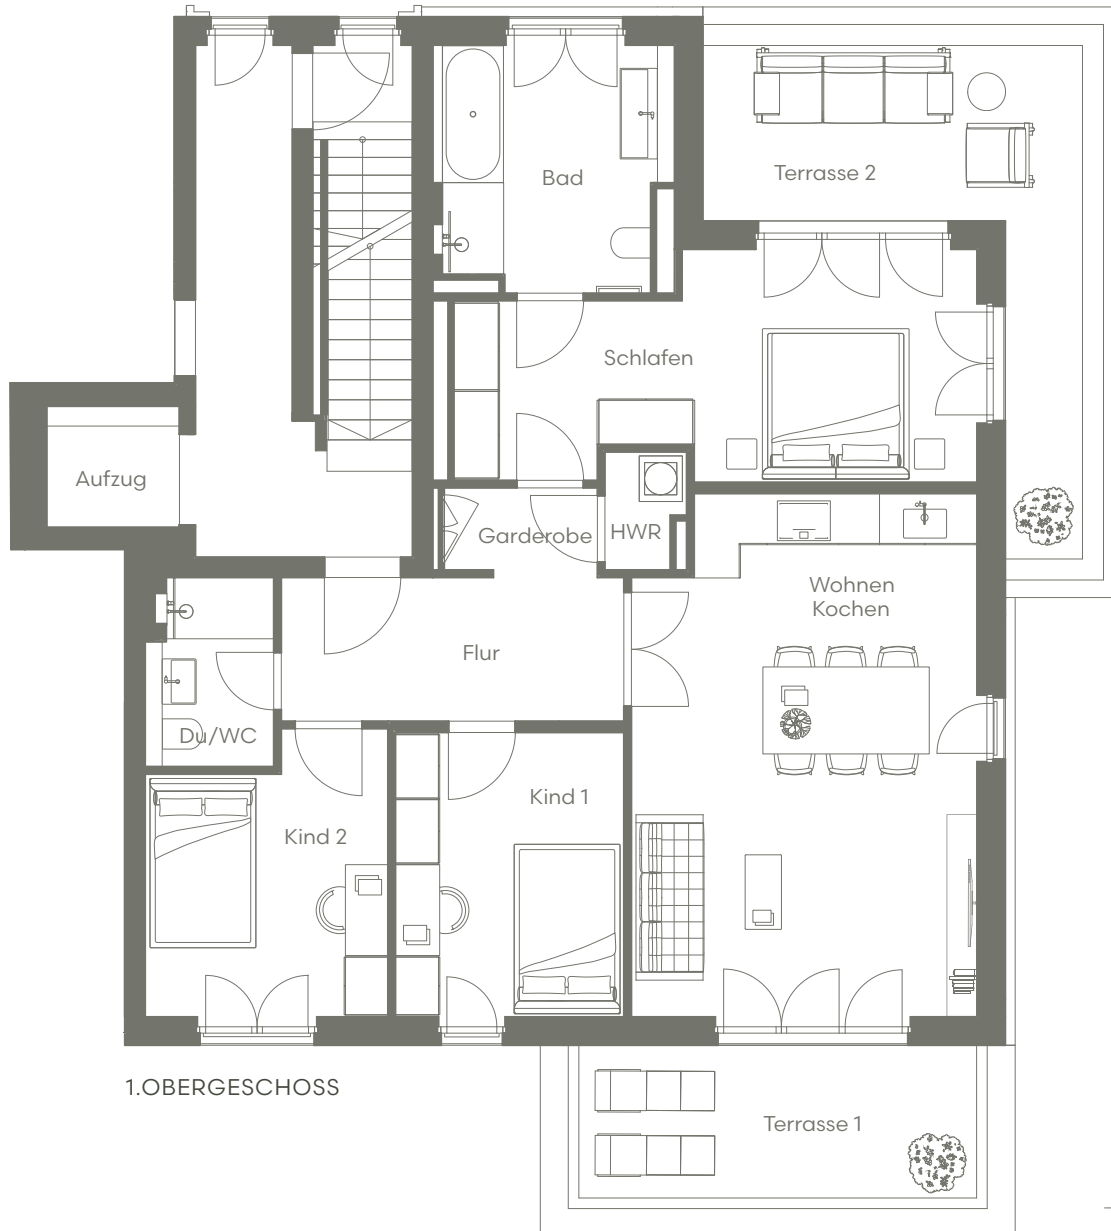 Terrasse 2
Bad
Schlafen
Aufzug
Garderobe
HWR
Wohnen
Kochen
Flur
Du/WC
Kind 1
Kind 2
1.OBERGESCHOSS
Terrasse 1